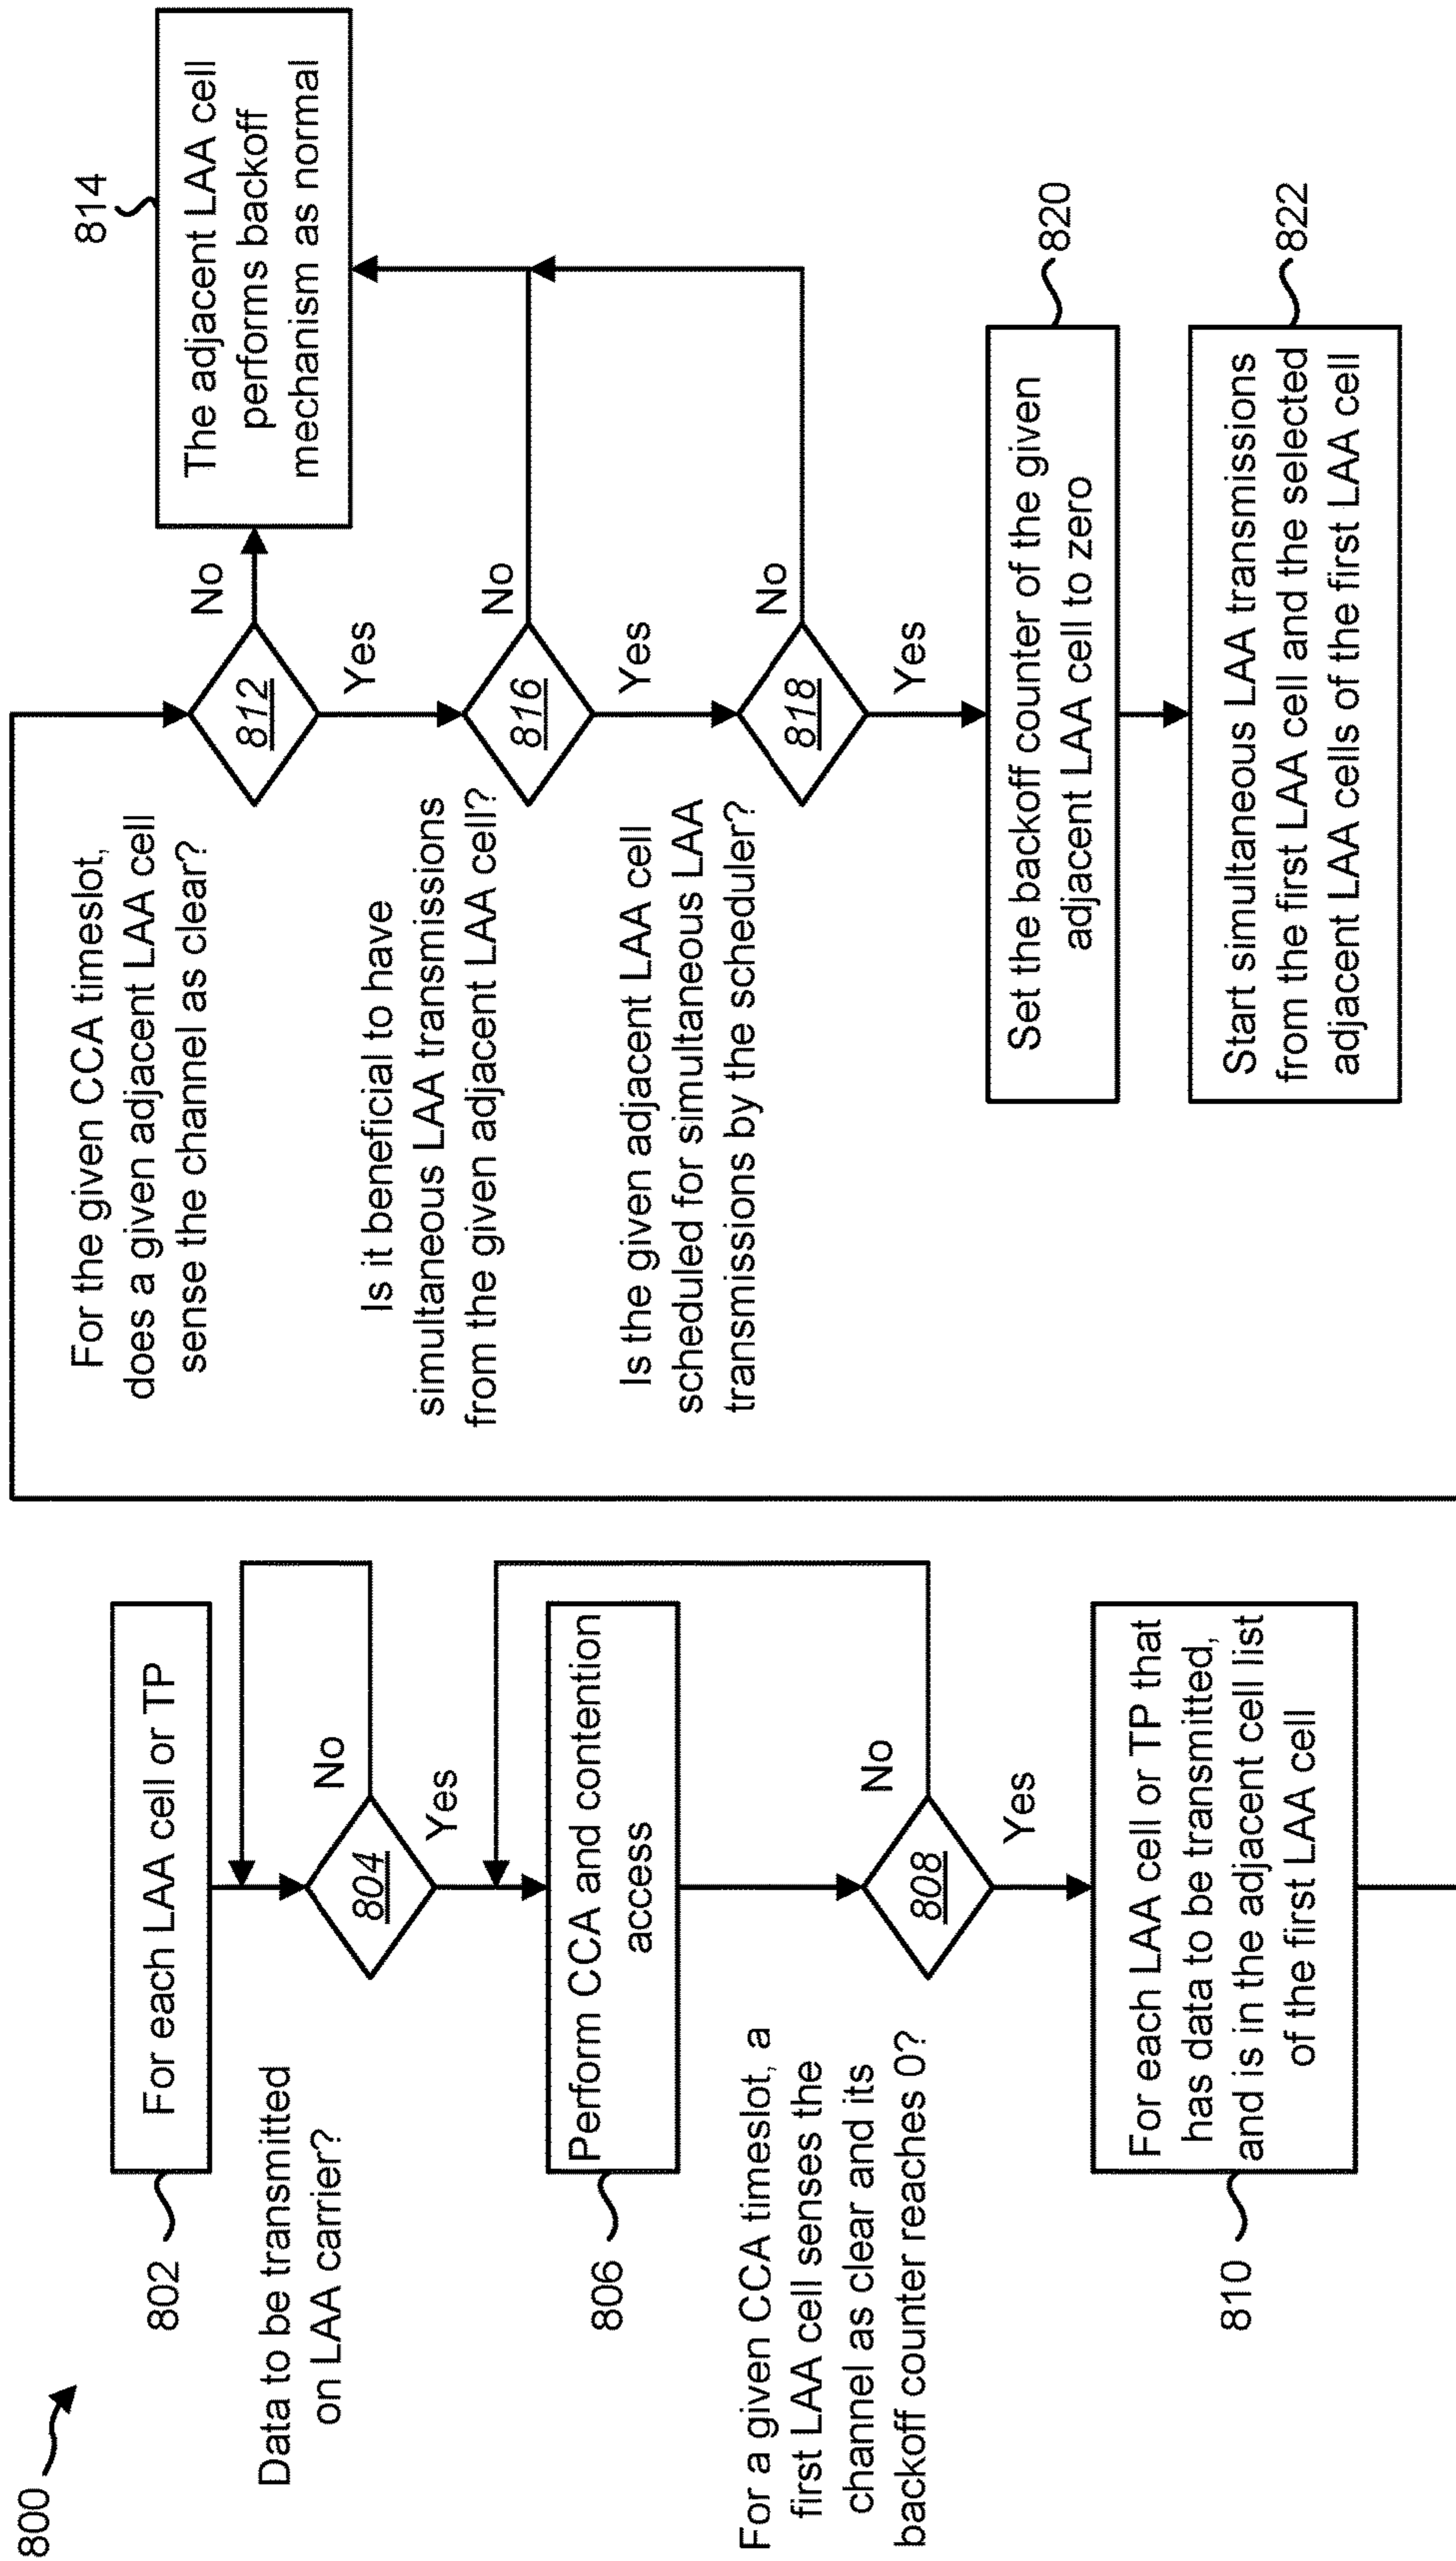 800
802
For each LAA cell or TP
Data to be transmitted
on LAA carrier?
804
No
Yes
806
Perform CCA and contention
access
For a given CCA timeslot, a
first LAA cell senses the
channel as clear and its
backoff counter reaches 0?
808
No
Yes
810
For each LAA cell or TP that
has data to be transmitted,
and is in the adjacent cell list
of the first LAA cell
For the given CCA timeslot,
does a given adjacent LAA cell
sense the channel as clear?
812
No
Yes
814
The adjacent LAA cell
performs backoff
mechanism as normal
Is it beneficial to have
simultaneous LAA transmissions
from the given adjacent LAA cell?
816
No
Yes
Is the given adjacent LAA cell
scheduled for simultaneous LAA
transmissions by the scheduler?
818
No
Yes
Set the backoff counter of the given
adjacent LAA cell to zero
820
Start simultaneous LAA transmissions
from the first LAA cell and the selected
adjacent LAA cells of the first LAA cell
822